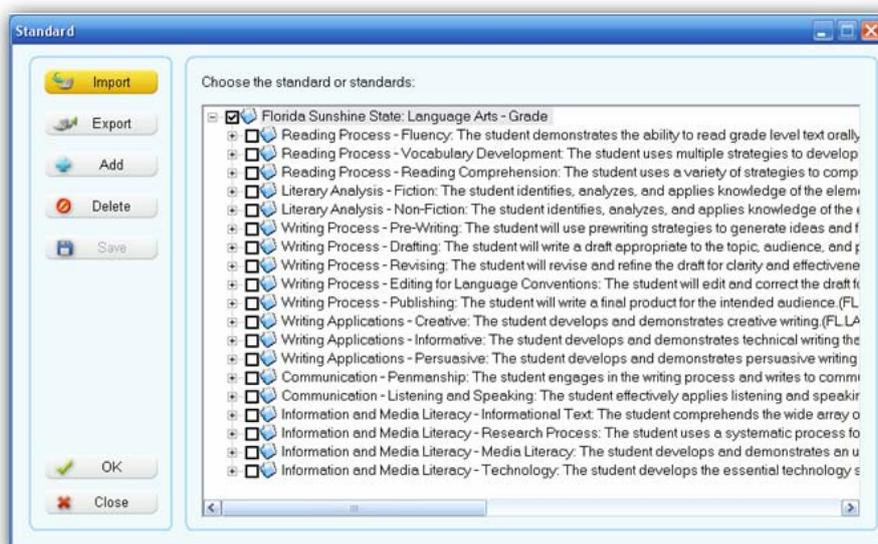 Standard
Import
Export
Add
Delete
Save
OK
Close
Choose the standard or standards:
Florida Sunshine State: Language Arts - Grade
Reading Process - Fluency: The student demonstrates the ability to read grade level text orally
Reading Process - Vocabulary Development: The student uses multiple strategies to develop
Reading Process - Reading Comprehension: The student uses a variety of strategies to comp
Literary Analysis - Fiction: The student identifies, analyzes, and applies knowledge of the elem
Literary Analysis - Non-Fiction: The student identifies, analyzes, and applies knowledge of the
Writing Process - Pre-Writing: The student will use prewriting strategies to generate ideas and f
Writing Process - Drafting: The student will write a draft appropriate to the topic, audience, and p
Writing Process - Revising: The student will revise and refine the draft for clarity and effectivene
Writing Process - Editing for Language Conventions: The student will edit and correct the draft fo
Writing Process - Publishing: The student will write a final product for the intended audience.(FL
Writing Applications - Creative: The student develops and demonstrates creative writing.(FL.LA
Writing Applications - Informative: The student develops and demonstrates technical writing tha
Writing Applications - Persuasive: The student develops and demonstrates persuasive writing
Communication - Penmanship: The student engages in the writing process and writes to commu
Communication - Listening and Speaking: The student effectively applies listening and speakin
Information and Media Literacy - Informational Text: The student comprehends the wide array o
Information and Media Literacy - Research Process: The student uses a systematic process fo
Information and Media Literacy - Media Literacy: The student develops and demonstrates an u
Information and Media Literacy - Technology: The student develops the essential technology s